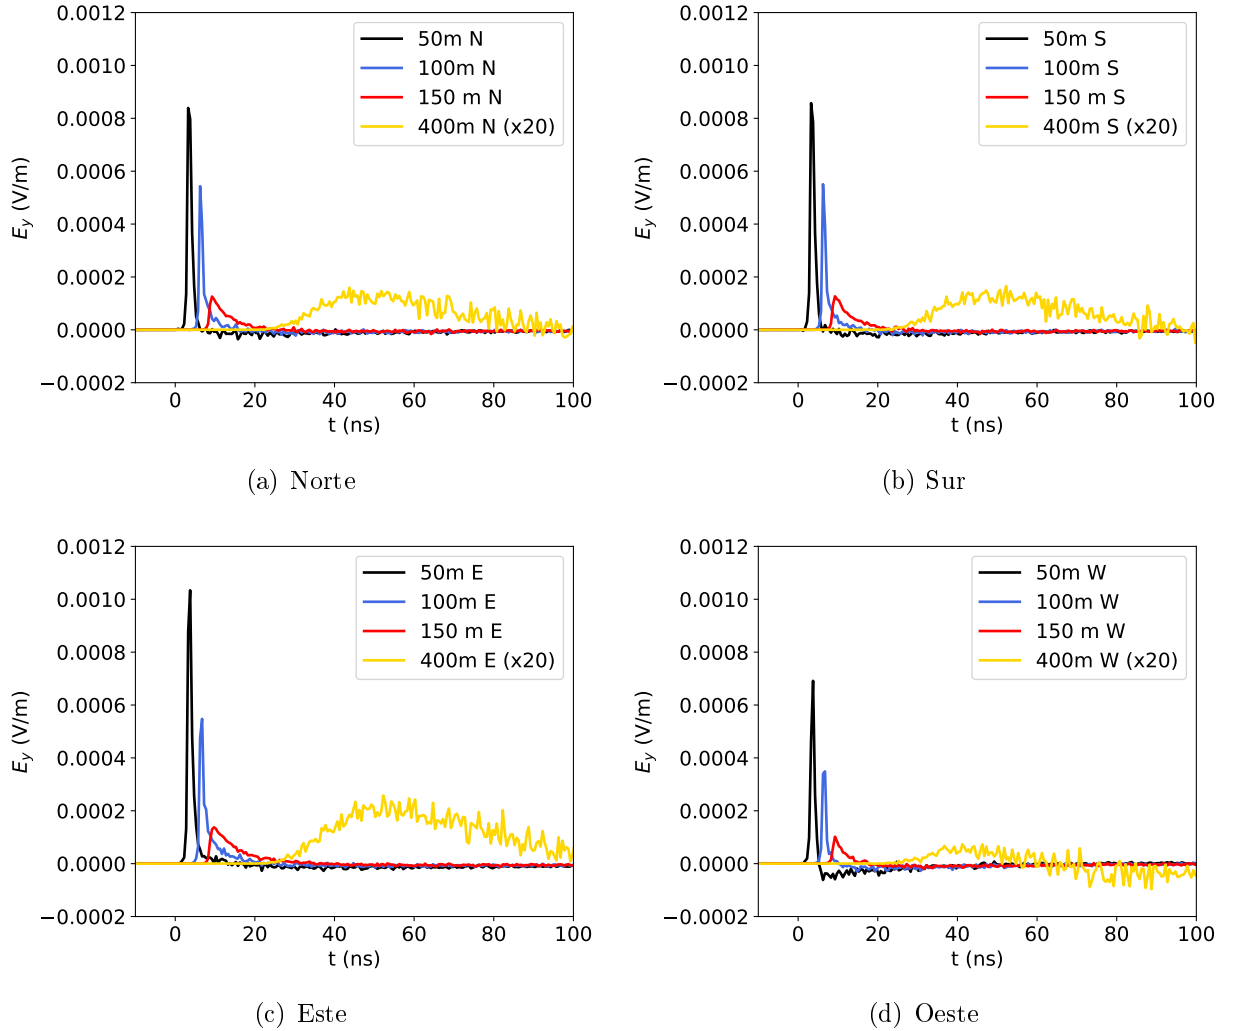 0.0012
0.0010
0.0008
0.0006
0.0004
0.0002
0.0000
−0.0002
E_y (V/m)
50m N
100m N
150 m N
400m N (x20)
0 20 40 60 80 100
t (ns)
(a) Norte
0.0012
0.0010
0.0008
0.0006
0.0004
0.0002
0.0000
−0.0002
E_y (V/m)
50m S
100m S
150 m S
400m S (x20)
0 20 40 60 80 100
t (ns)
(b) Sur
0.0012
0.0010
0.0008
0.0006
0.0004
0.0002
0.0000
−0.0002
E_y (V/m)
50m E
100m E
150 m E
400m E (x20)
0 20 40 60 80 100
t (ns)
(c) Este
0.0012
0.0010
0.0008
0.0006
0.0004
0.0002
0.0000
−0.0002
E_y (V/m)
50m W
100m W
150 m W
400m W (x20)
0 20 40 60 80 100
t (ns)
(d) Oeste